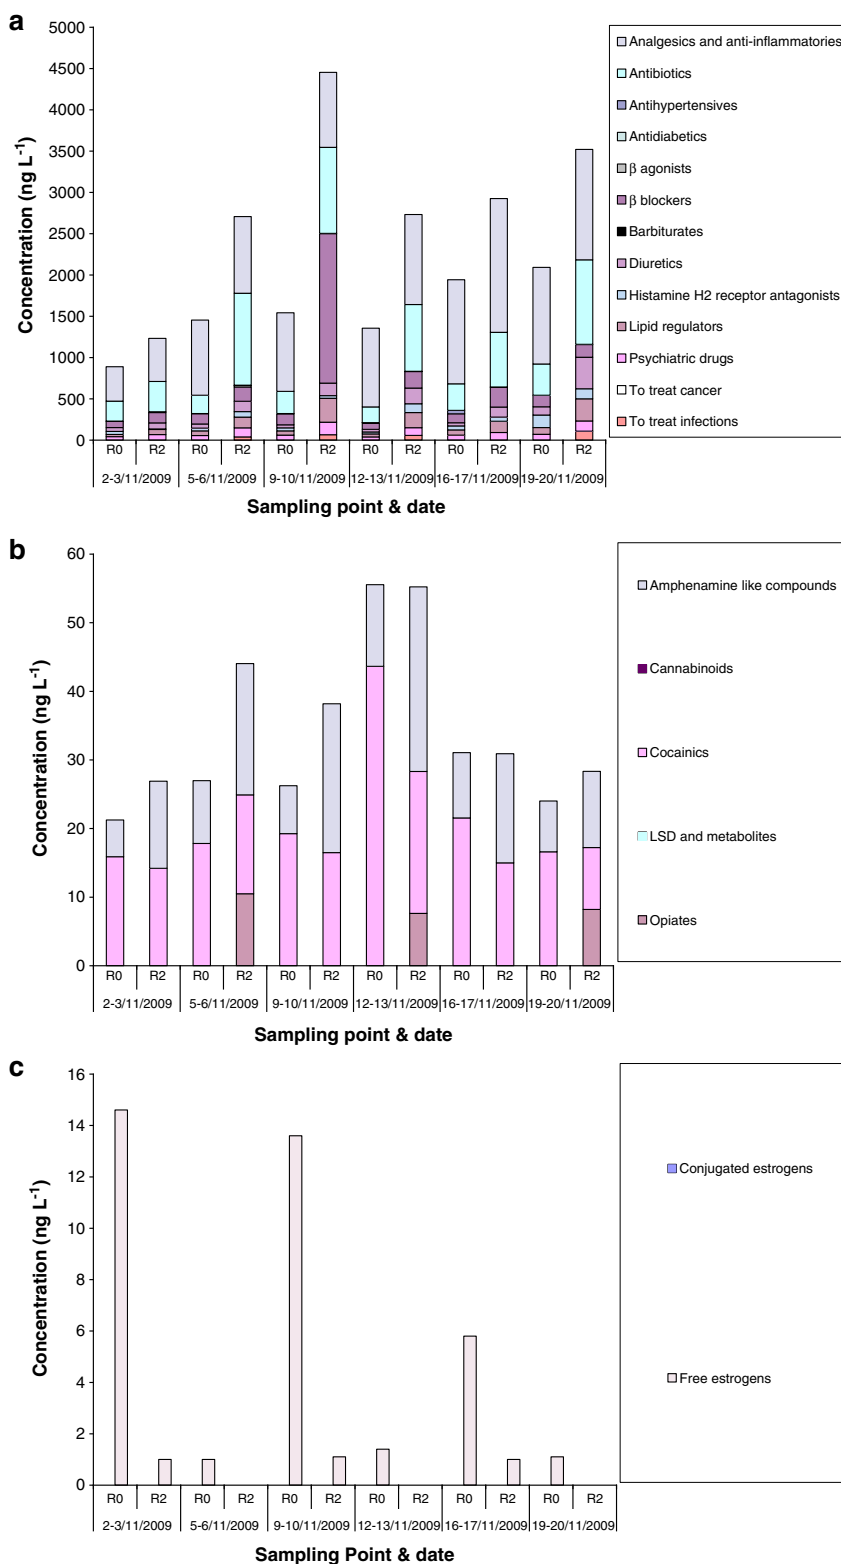 a
5000
4500
4000
3500
3000
2500
2000
1500
1000
500
0
Concentration (ng L-1)
R0 R2 R0 R2 R0 R2 R0 R2 R0 R2 R0 R2
2-3/11/2009 5-6/11/2009 9-10/11/2009 12-13/11/2009 16-17/11/2009 19-20/11/2009
Sampling point & date
Analgesics and anti-inflammatories
Antibiotics
Antihypertensives
Antidiabetics
β agonists
β blockers
Barbiturates
Diuretics
Histamine H2 receptor antagonists
Lipid regulators
Psychiatric drugs
To treat cancer
To treat infections
b
60
50
40
30
20
10
0
Concentration (ng L-1)
R0 R2 R0 R2 R0 R2 R0 R2 R0 R2 R0 R2
2-3/11/2009 5-6/11/2009 9-10/11/2009 12-13/11/2009 16-17/11/2009 19-20/11/2009
Sampling point & date
Amphenamine like compounds
Cannabinoids
Cocainics
LSD and metabolites
Opiates
c
16
14
12
10
8
6
4
2
0
Concentration (ng L-1)
R0 R2 R0 R2 R0 R2 R0 R2 R0 R2 R0 R2
2-3/11/2009 5-6/11/2009 9-10/11/2009 12-13/11/2009 16-17/11/2009 19-20/11/2009
Sampling Point & date
Conjugated estrogens
Free estrogens